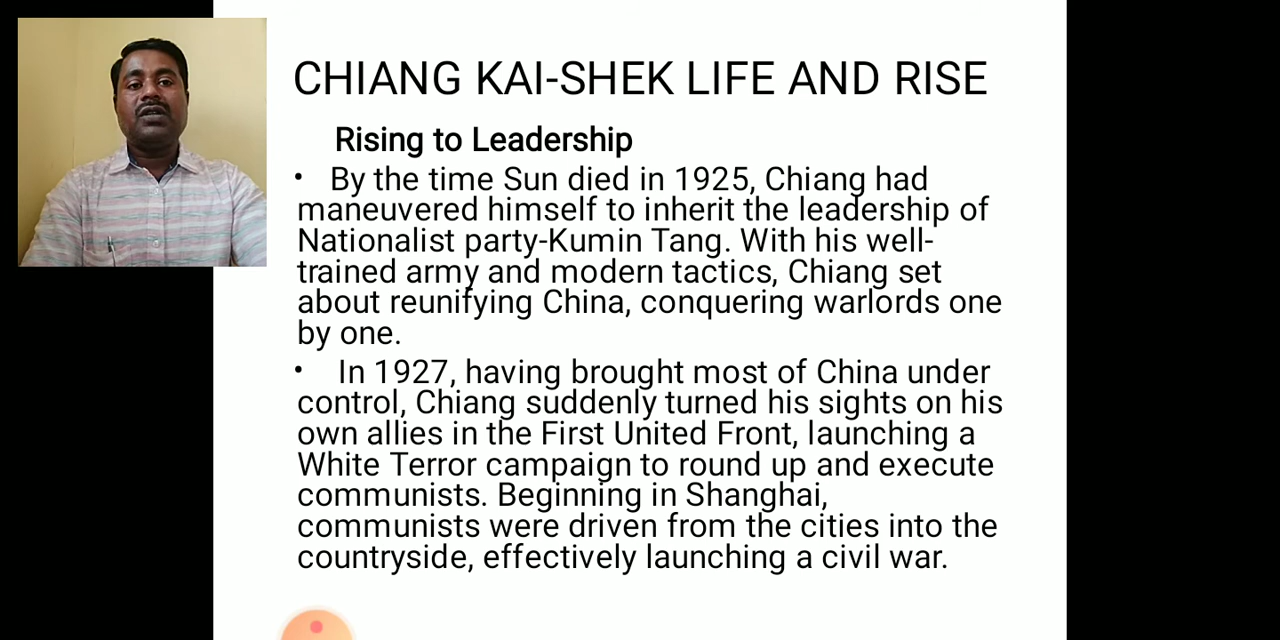 CHIANG KAI-SHEK LIFE AND RISE
Rising to Leadership
• By the time Sun died in 1925, Chiang had
maneuvered himself to inherit the leadership of
Nationalist party-Kumin Tang. With his well-
trained army and modern tactics, Chiang set
about reunifying China, conquering warlords one
by one.
• In 1927, having brought most of China under
control, Chiang suddenly turned his sights on his
own allies in the First United Front, launching a
White Terror campaign to round up and execute
communists. Beginning in Shanghai,
communists were driven from the cities into the
countryside, effectively launching a civil war.